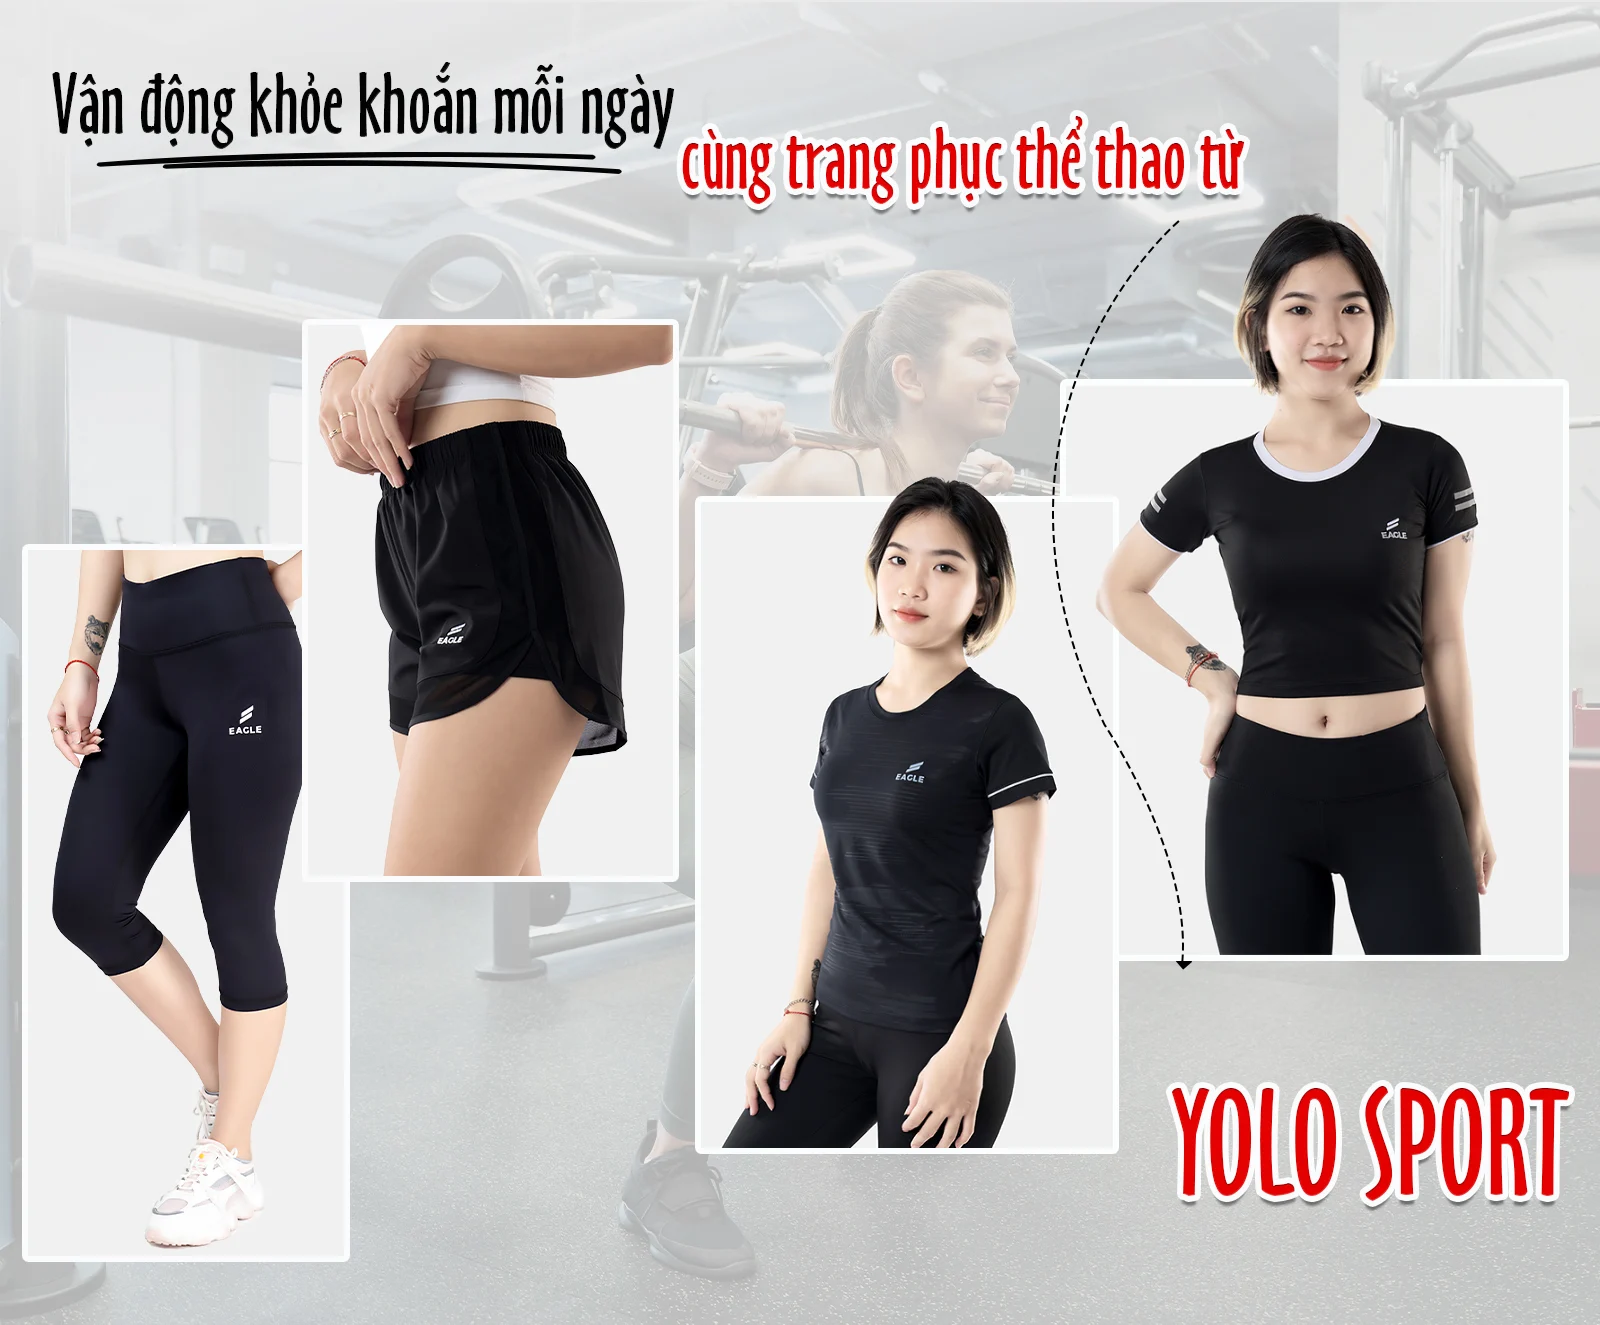 Vận động khỏe khoắn mỗi ngày
cùng trang phục thể thao từ
EAGLE
EAGLE
EAGLE
EAGLE
YOLO SPORT